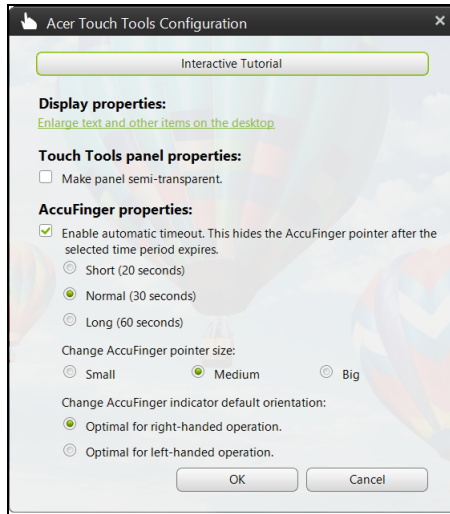 Acer Touch Tools Configuration
×
Interactive Tutorial
Display properties:
Enlarge text and other items on the desktop
Touch Tools panel properties:
Make panel semi-transparent.
AccuFinger properties:
Enable automatic timeout. This hides the AccuFinger pointer after the
selected time period expires.
Short (20 seconds)
Normal (30 seconds)
Long (60 seconds)
Change AccuFinger pointer size:
Small Medium Big
Change AccuFinger indicator default orientation:
Optimal for right-handed operation.
Optimal for left-handed operation.
OK Cancel